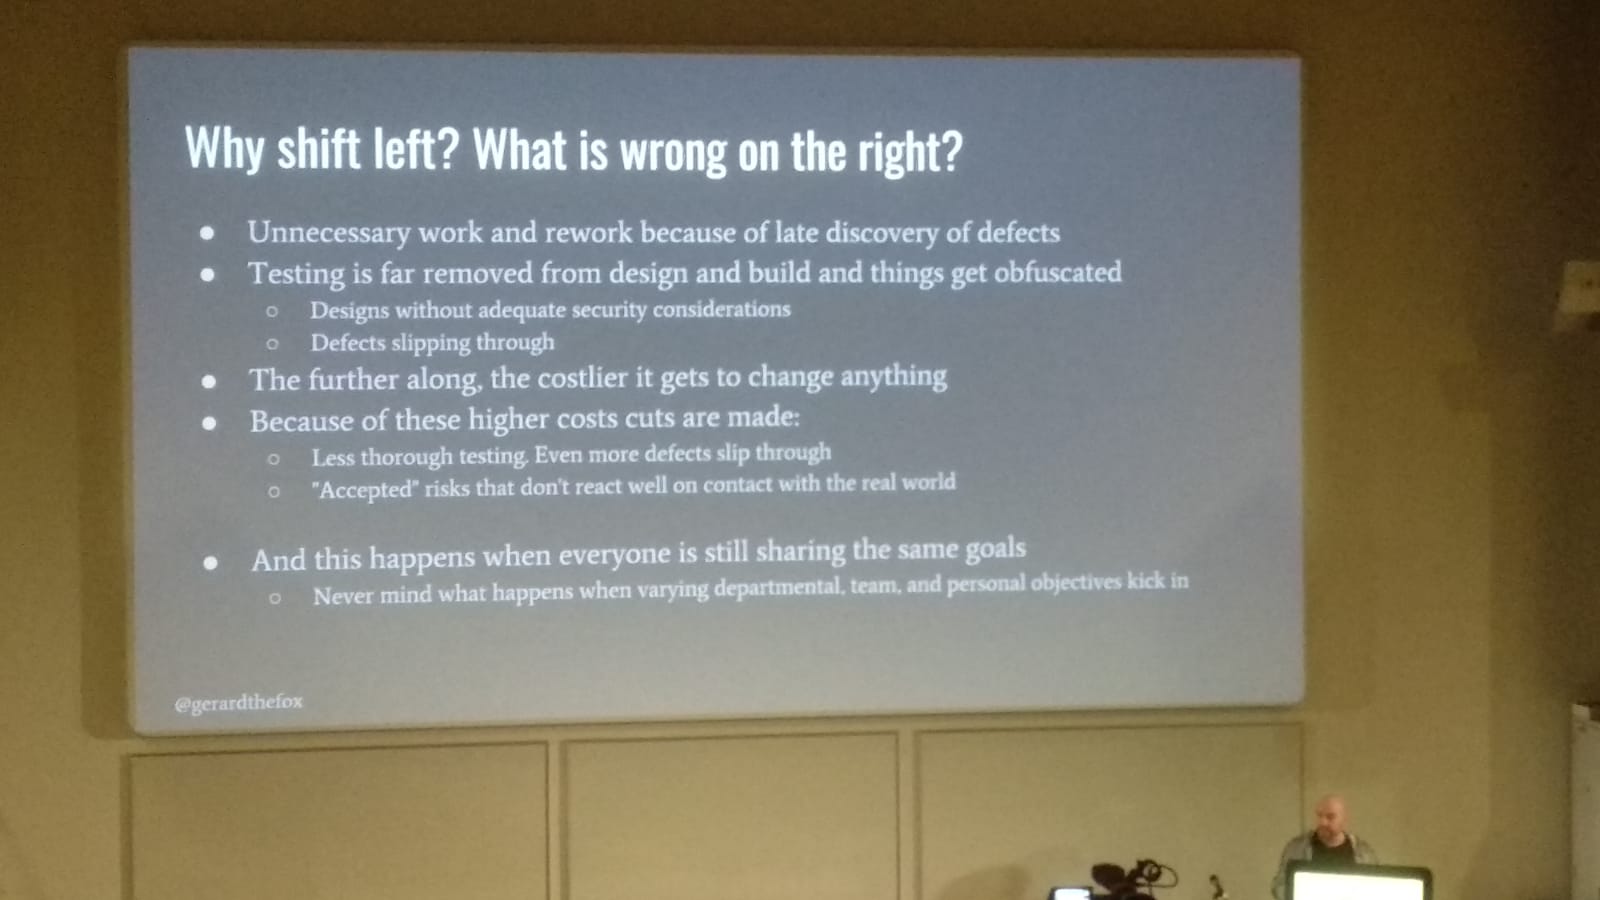 Why shift left? What is wrong on the right?
● Unnecessary work and rework because of late discovery of defects
● Testing is far removed from design and build and things get obfuscated
○ Designs without adequate security considerations
○ Defects slipping through
● The further along, the costlier it gets to change anything
● Because of these higher costs cuts are made:
○ Less thorough testing. Even more defects slip through
○ "Accepted" risks that don't react well on contact with the real world
● And this happens when everyone is still sharing the same goals
○ Never mind what happens when varying departmental, team, and personal objectives kick in
@gerardthefox